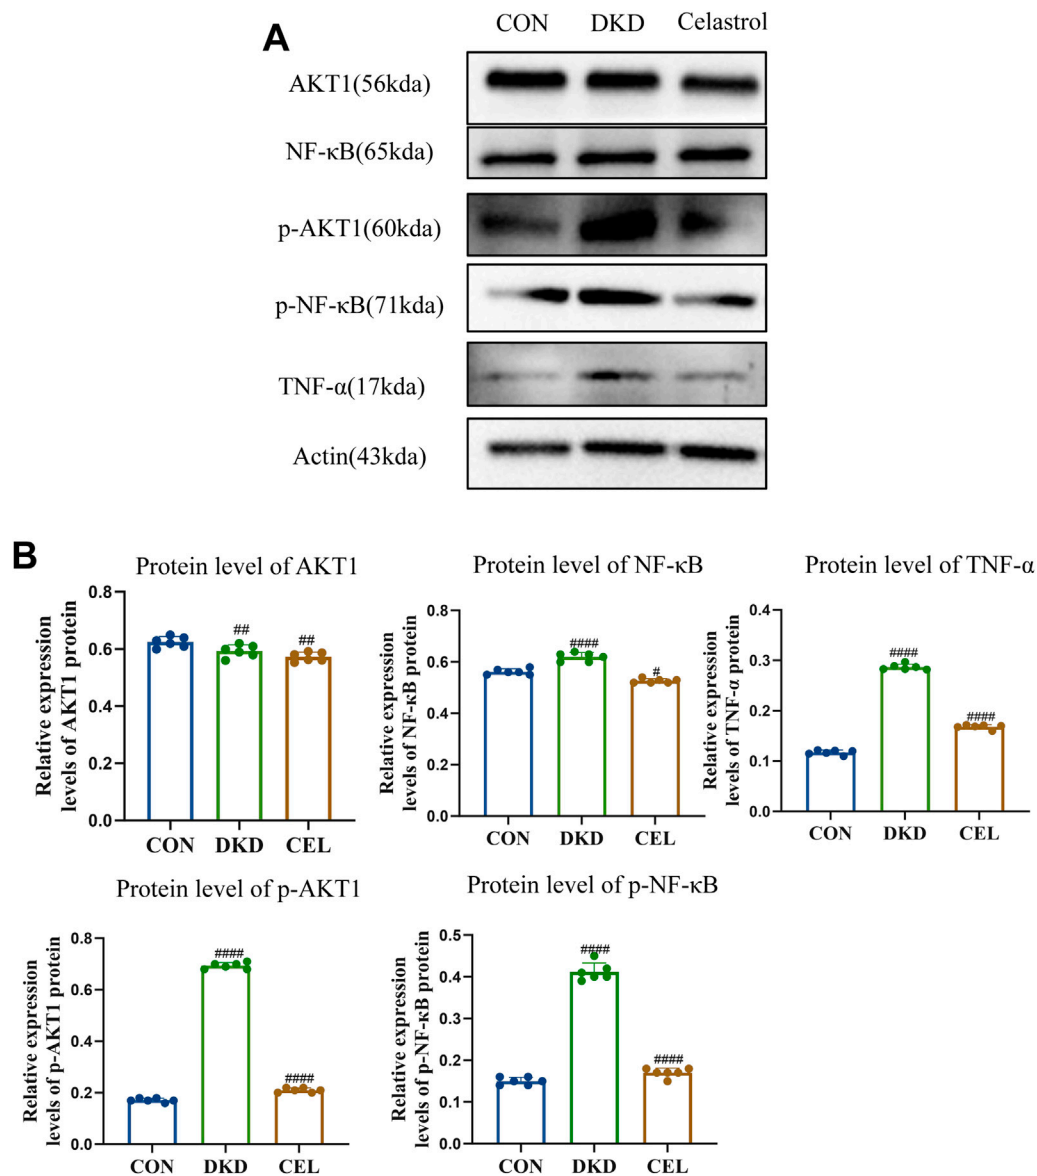 A
CON DKD Celastrol
AKT1(56kda)
NF-κB(65kda)
p-AKT1(60kda)
p-NF-κB(71kda)
TNF-α(17kda)
Actin(43kda)
B
Protein level of AKT1
Relative expression
levels of AKT1 protein
0.8
0.6
0.4
0.2
0.0
##
##
CON DKD CEL
Protein level of NF-κB
Relative expression
levels of NF-κB protein
0.8
0.6
0.4
0.2
0.0
####
#
CON DKD CEL
Protein level of TNF-α
Relative expression
levels of TNF-α protein
0.4
0.3
0.2
0.1
0.0
####
####
CON DKD CEL
Protein level of p-AKT1
Relative expression
levels of p-AKT1 protein
0.8
0.6
0.4
0.2
0.0
####
####
CON DKD CEL
Protein level of p-NF-κB
Relative expression
levels of p-NF-κB protein
0.5
0.4
0.3
0.2
0.1
0.0
####
####
CON DKD CEL